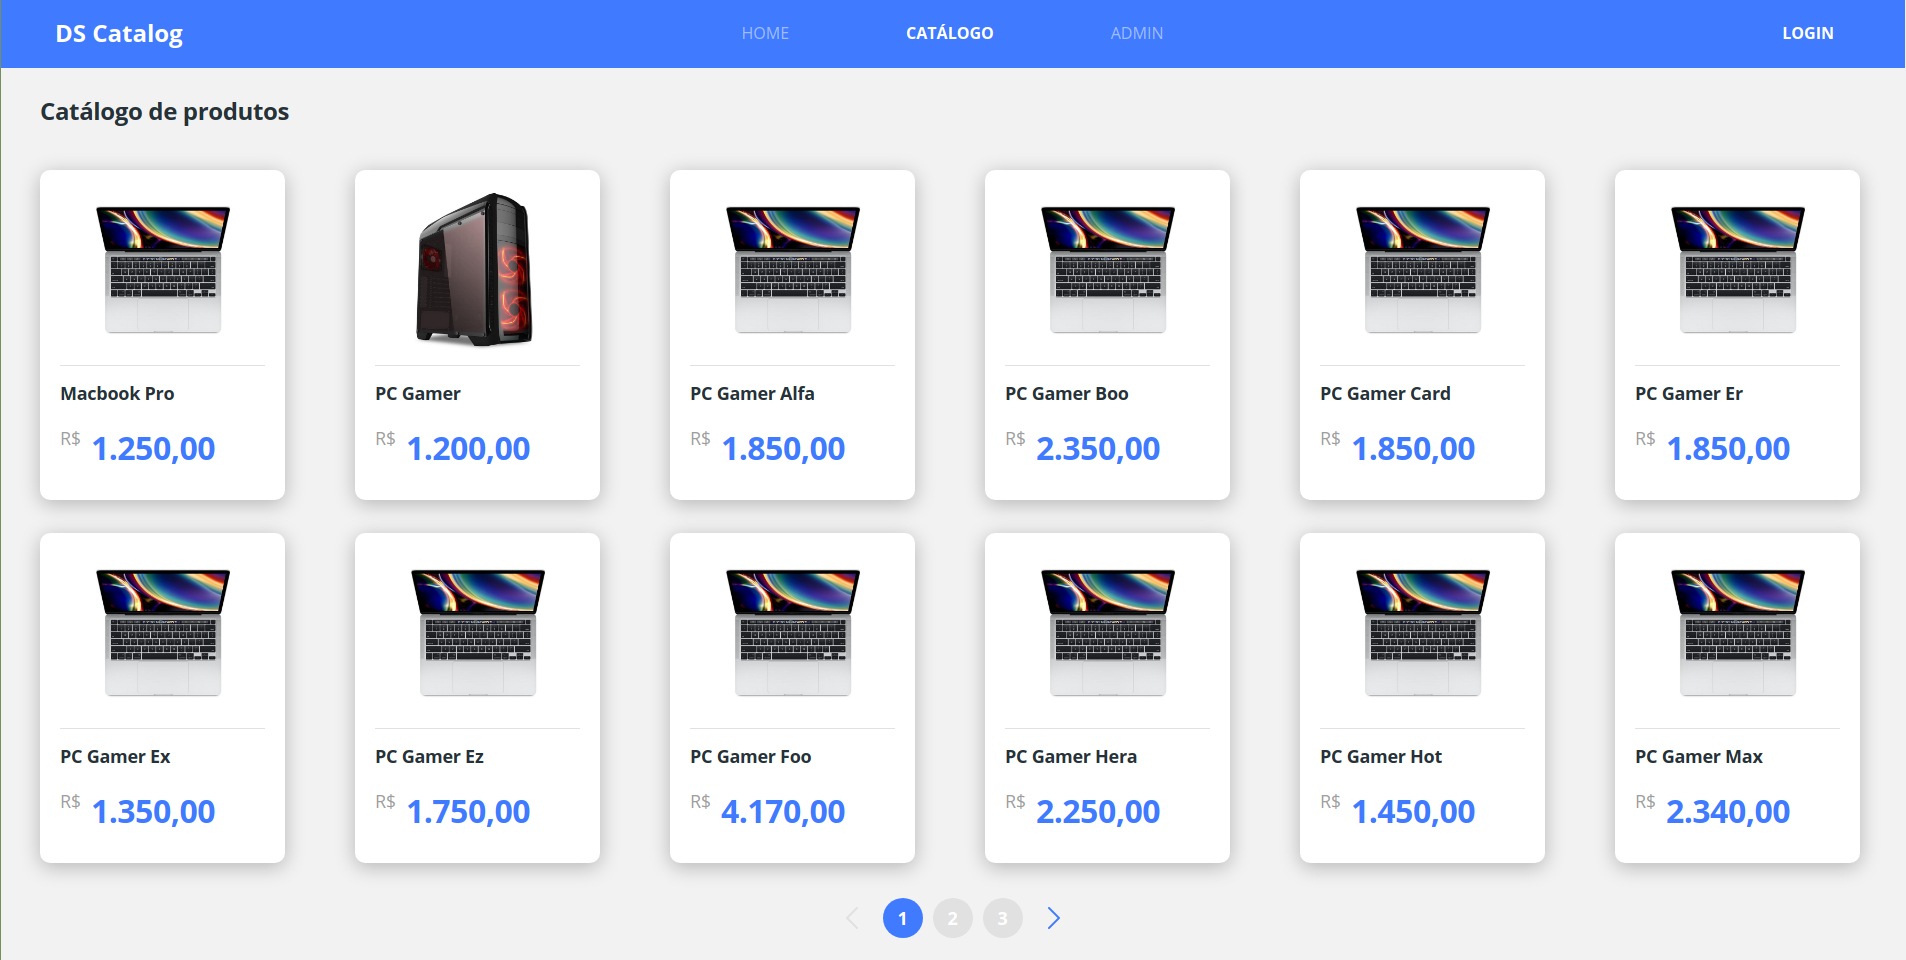 DS Catalog
HOME CATÁLOGO ADMIN
LOGIN
Catálogo de produtos
Macbook Pro
R$ 1.250,00
PC Gamer
R$ 1.200,00
PC Gamer Alfa
R$ 1.850,00
PC Gamer Boo
R$ 2.350,00
PC Gamer Card
R$ 1.850,00
PC Gamer Er
R$ 1.850,00
PC Gamer Ex
R$ 1.350,00
PC Gamer Ez
R$ 1.750,00
PC Gamer Foo
R$ 4.170,00
PC Gamer Hera
R$ 2.250,00
PC Gamer Hot
R$ 1.450,00
PC Gamer Max
R$ 2.340,00
1 2 3